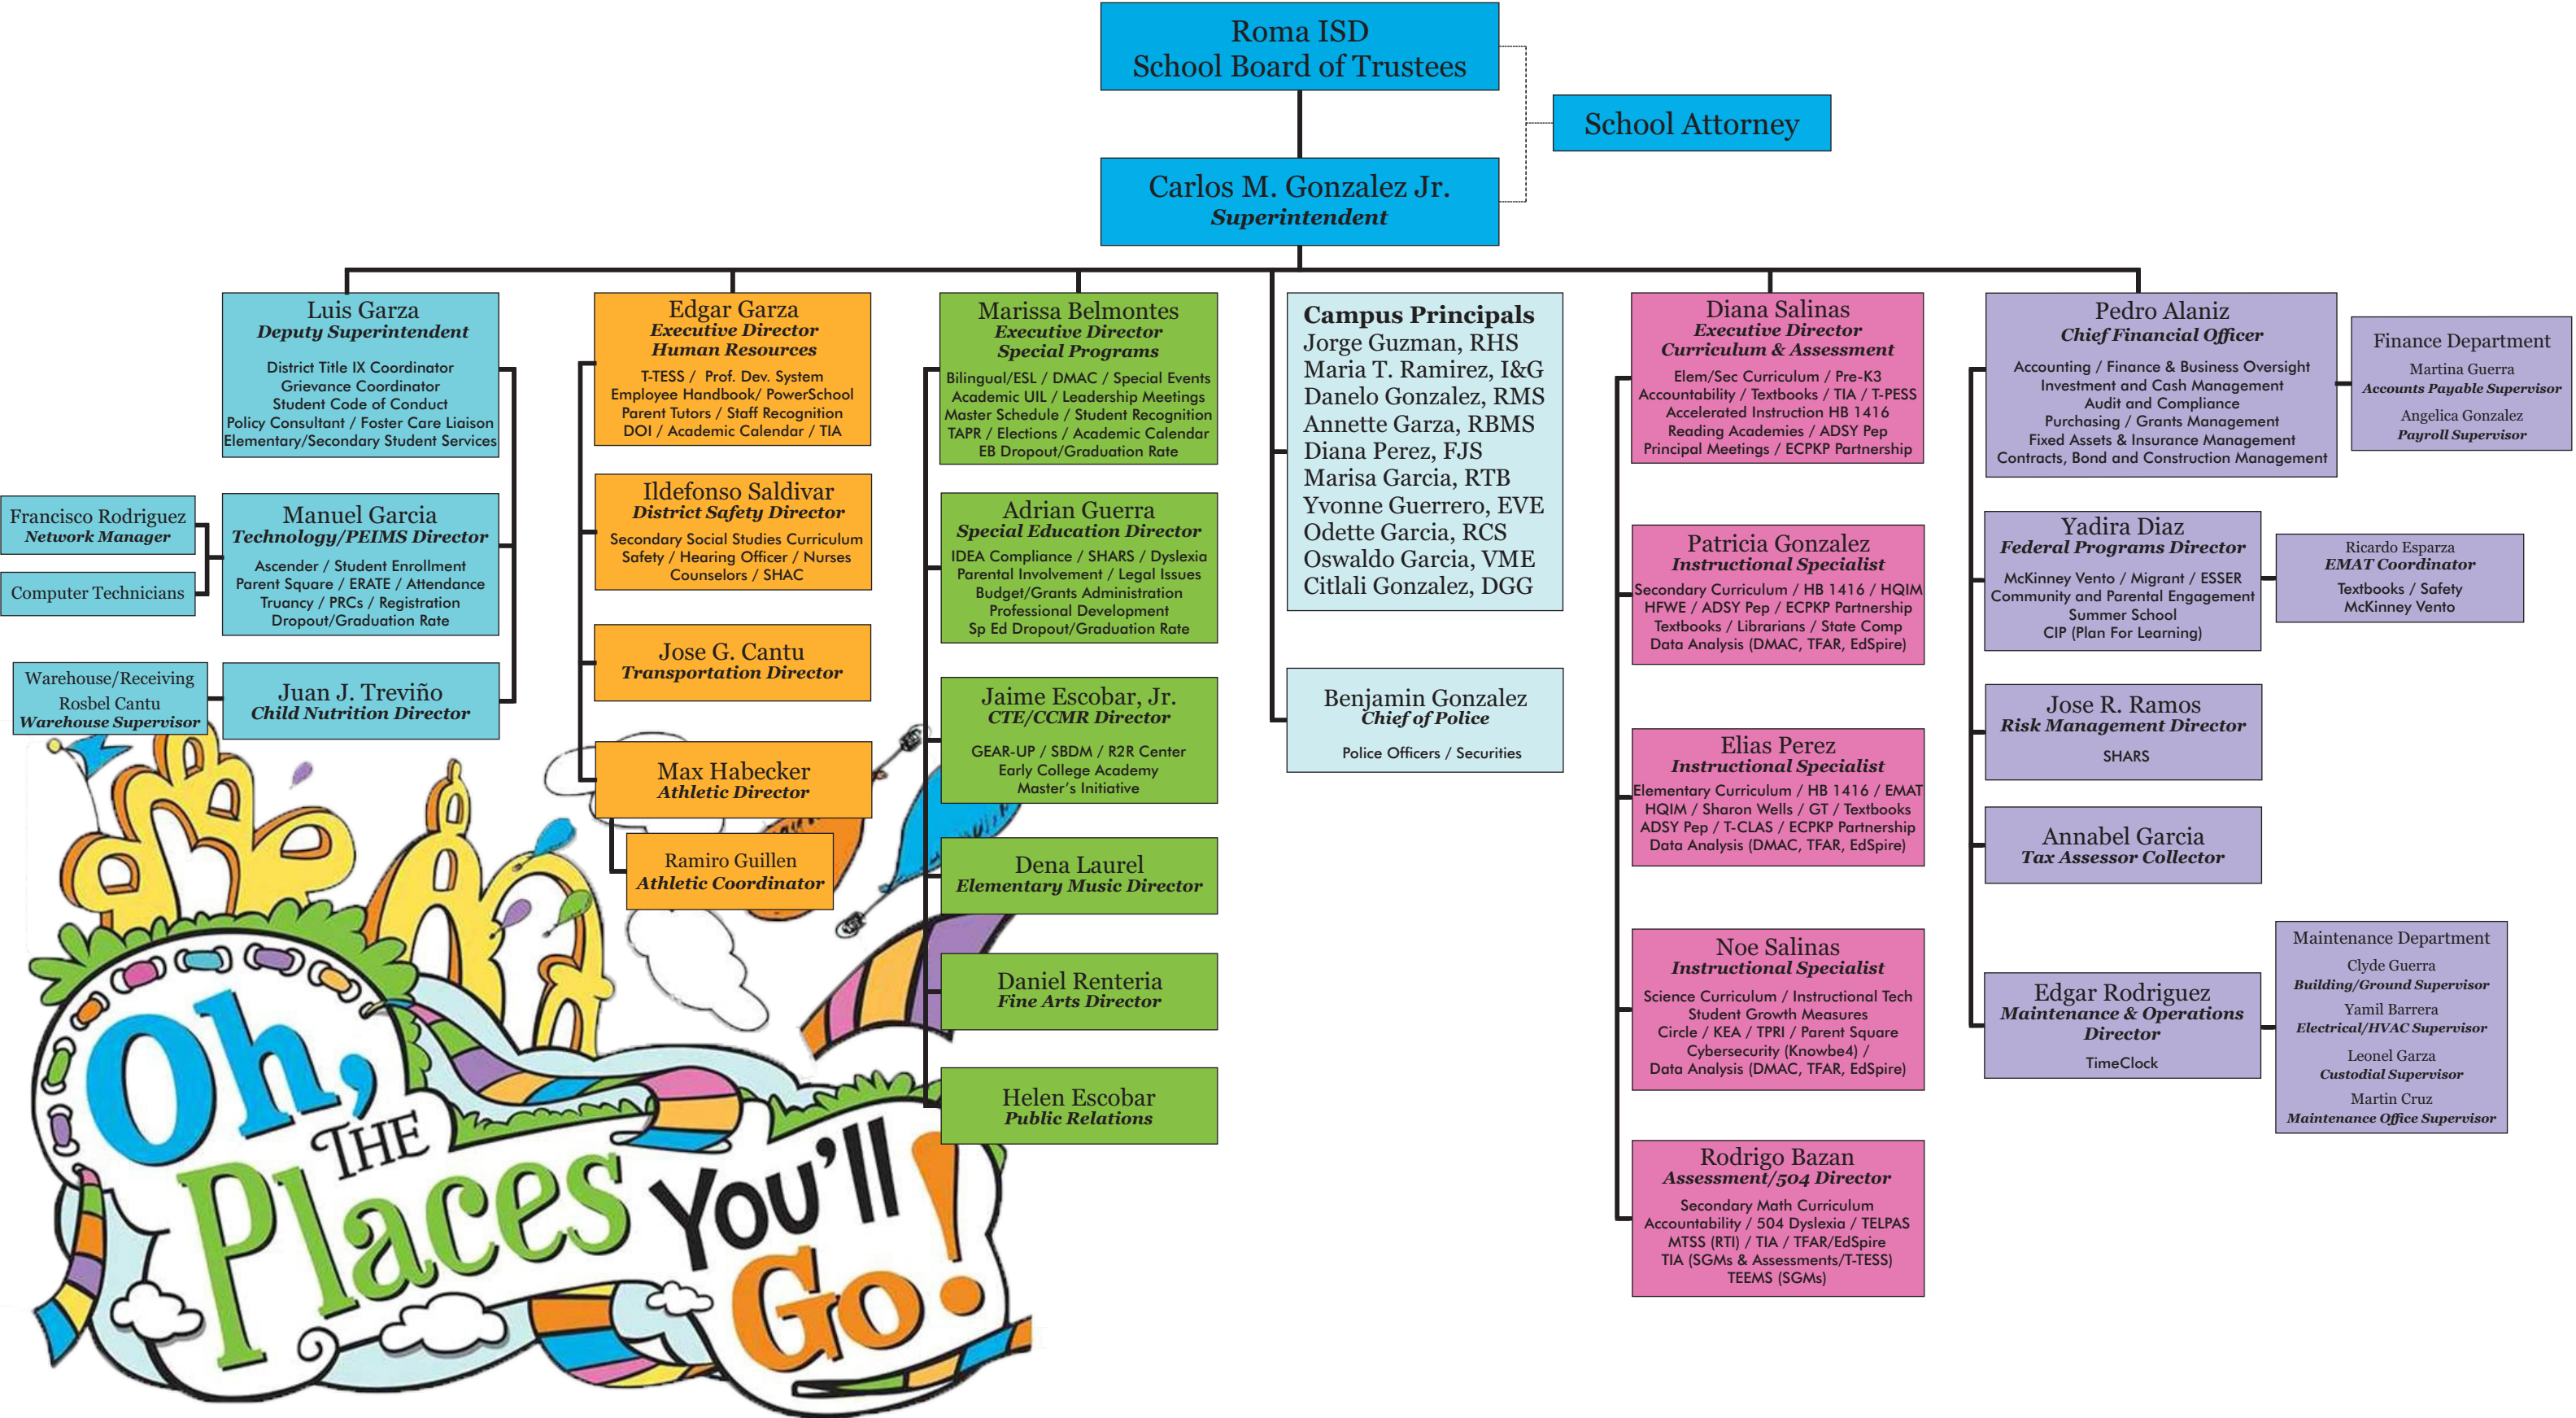 Roma ISD
School Board of Trustees
School Attorney
Carlos M. Gonzalez Jr.
Superintendent
Luis Garza
Deputy Superintendent
District Title IX Coordinator
Grievance Coordinator
Student Code of Conduct
Policy Consultant / Foster Care Liaison
Elementary/Secondary Student Services
Francisco Rodriguez
Network Manager
Computer Technicians
Manuel Garcia
Technology/PEIMS Director
Ascender / Student Enrollment
Parent Square / ERATE / Attendance
Truancy / PRCs / Registration
Dropout/Graduation Rate
Warehouse/Receiving
Rosbel Cantu
Warehouse Supervisor
Juan J. Treviño
Child Nutrition Director
Edgar Garza
Executive Director
Human Resources
T-TESS / Prof. Dev. System
Employee Handbook/ PowerSchool
Parent Tutors / Staff Recognition
DOI / Academic Calendar / TIA
Ildefonso Saldivar
District Safety Director
Secondary Social Studies Curriculum
Safety / Hearing Officer / Nurses
Counselors / SHAC
Jose G. Cantu
Transportation Director
Max Habecker
Athletic Director
Ramiro Guillen
Athletic Coordinator
Marissa Belmontes
Executive Director
Special Programs
Bilingual/ESL / DMAC / Special Events
Academic UIL / Leadership Meetings
Master Schedule / Student Recognition
TAPR / Elections / Academic Calendar
EB Dropout/Graduation Rate
Adrian Guerra
Special Education Director
IDEA Compliance / SHARS / Dyslexia
Parental Involvement / Legal Issues
Budget/Grants Administration
Professional Development
Sp Ed Dropout/Graduation Rate
Jaime Escobar, Jr.
CTE/CCMR Director
GEAR-UP / SBDM / R2R Center
Early College Academy
Master's Initiative
Dena Laurel
Elementary Music Director
Daniel Renteria
Fine Arts Director
Helen Escobar
Public Relations
Campus Principals
Jorge Guzman, RHS
Maria T. Ramirez, I&G
Danelo Gonzalez, RMS
Annette Garza, RBMS
Diana Perez, FJS
Marisa Garcia, RTB
Yvonne Guerrero, EVE
Odette Garcia, RCS
Oswaldo Garcia, VME
Citlali Gonzalez, DGG
Benjamin Gonzalez
Chief of Police
Police Officers / Securities
Diana Salinas
Executive Director
Curriculum & Assessment
Elem/Sec Curriculum / Pre-K3
Accountability / Textbooks / TIA / T-PESS
Accelerated Instruction HB 1416
Reading Academies / ADSY Pep
Principal Meetings / ECPKP Partnership
Patricia Gonzalez
Instructional Specialist
Secondary Curriculum / HB 1416 / HQIM
HFWE / ADSY Pep / ECPKP Partnership
Textbooks / Librarians / State Comp
Data Analysis (DMAC, TFAR, EdSpire)
Elias Perez
Instructional Specialist
Elementary Curriculum / HB 1416 / EMAT
HQIM / Sharon Wells / GT / Textbooks
ADSY Pep / T-CLAS / ECPKP Partnership
Data Analysis (DMAC, TFAR, EdSpire)
Noe Salinas
Instructional Specialist
Science Curriculum / Instructional Tech
Student Growth Measures
Circle / KEA / TPRI / Parent Square
Cybersecurity (Knowbe4) /
Data Analysis (DMAC, TFAR, EdSpire)
Rodrigo Bazan
Assessment/504 Director
Secondary Math Curriculum
Accountability / 504 Dyslexia / TELPAS
MTSS (RTI) / TIA / TFAR/EdSpire
TIA (SGMs & Assessments/T-TESS)
TEEMS (SGMs)
Pedro Alaniz
Chief Financial Officer
Accounting / Finance & Business Oversight
Investment and Cash Management
Audit and Compliance
Purchasing / Grants Management
Fixed Assets & Insurance Management
Contracts, Bond and Construction Management
Finance Department
Martina Guerra
Accounts Payable Supervisor
Angelica Gonzalez
Payroll Supervisor
Yadira Diaz
Federal Programs Director
McKinney Vento / Migrant / ESSER
Community and Parental Engagement
Summer School
CIP (Plan For Learning)
Ricardo Esparza
EMAT Coordinator
Textbooks / Safety
McKinney Vento
Jose R. Ramos
Risk Management Director
SHARS
Annabel Garcia
Tax Assessor Collector
Edgar Rodriguez
Maintenance & Operations
Director
TimeClock
Maintenance Department
Clyde Guerra
Building/Ground Supervisor
Yamil Barrera
Electrical/HVAC Supervisor
Leonel Garza
Custodial Supervisor
Martin Cruz
Maintenance Office Supervisor
Oh,
THE
Places
You'll
Go!